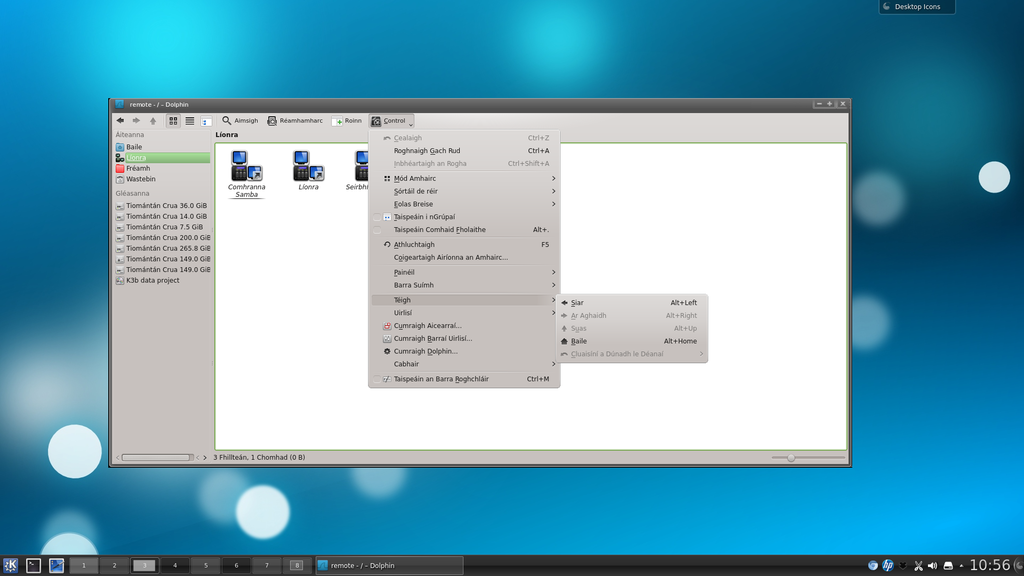 Desktop Icons
remote - / - Dolphin
Aimsigh Réamhamharc Roinn Control
Áiteanna
Baile
Líonra
Fréamh
Wastebin
Gléasanna
Tiomántán Crua 36.0 GiB
Tiomántán Crua 14.0 GiB
Tiomántán Crua 7.5 GiB
Tiomántán Crua 200.0 GiB
Tiomántán Crua 265.8 GiB
Tiomántán Crua 149.0 GiB
Tiomántán Crua 149.0 GiB
K3b data project
Líonra
Comhranna
Samba
Líonra
Cealaigh Ctrl+Z
Roghnaigh Gach Rud Ctrl+A
Inbhéartaigh an Rogha Ctrl+Shift+A
Mód Amhairc
Sórtáil de réir
Eolas Breise
Taispeáin i nGrúpaí
Taispeáin Comhaid Fholaithe Alt+.
Athluchtaigh F5
Coigeartaigh Airíonna an Amhairc...
Painéil
Barra Suímh
Téigh
Uirlisí
Cumraigh Aicearraí...
Cumraigh Barraí Uirlisí...
Cumraigh Dolphin...
Cabhair
Taispeáin an Barra Roghchláir Ctrl+M
Siar Alt+Left
Ar Aghaidh Alt+Right
Suas Alt+Up
Baile Alt+Home
Cluaisíní a Dúnadh le Déanaí
3 Fhillteán, 1 Chomhad (0 B)
1 2 3 4 5 6 7 8
remote - / - Dolphin
10:56